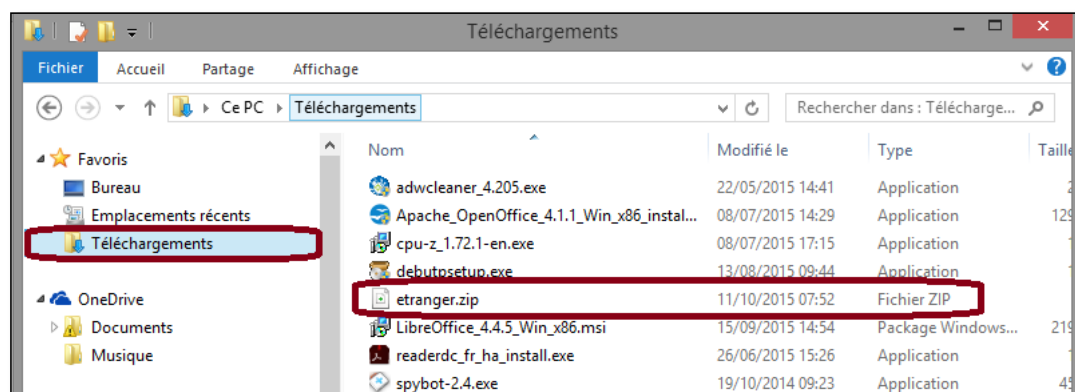 Téléchargements
Fichier Accueil Partage Affichage
Ce PC Téléchargements Rechercher dans : Télécharge...
Favoris
Bureau
Emplacements récents
Téléchargements
OneDrive
Documents
Musique
Nom Modifié le Type Taille
adwcleaner_4.205.exe 22/05/2015 14:41 Application
Apache_OpenOffice_4.1.1_Win_x86_instal... 08/07/2015 14:29 Application 129
cpu-z_1.72.1-en.exe 08/07/2015 17:15 Application
debutpsetup.exe 13/08/2015 09:44 Application
etranger.zip 11/10/2015 07:52 Fichier ZIP
LibreOffice_4.4.5_Win_x86.msi 15/09/2015 14:54 Package Windows... 219
readerdc_fr_ha_install.exe 26/06/2015 15:26 Application
spybot-2.4.exe 19/10/2014 09:23 Application 45